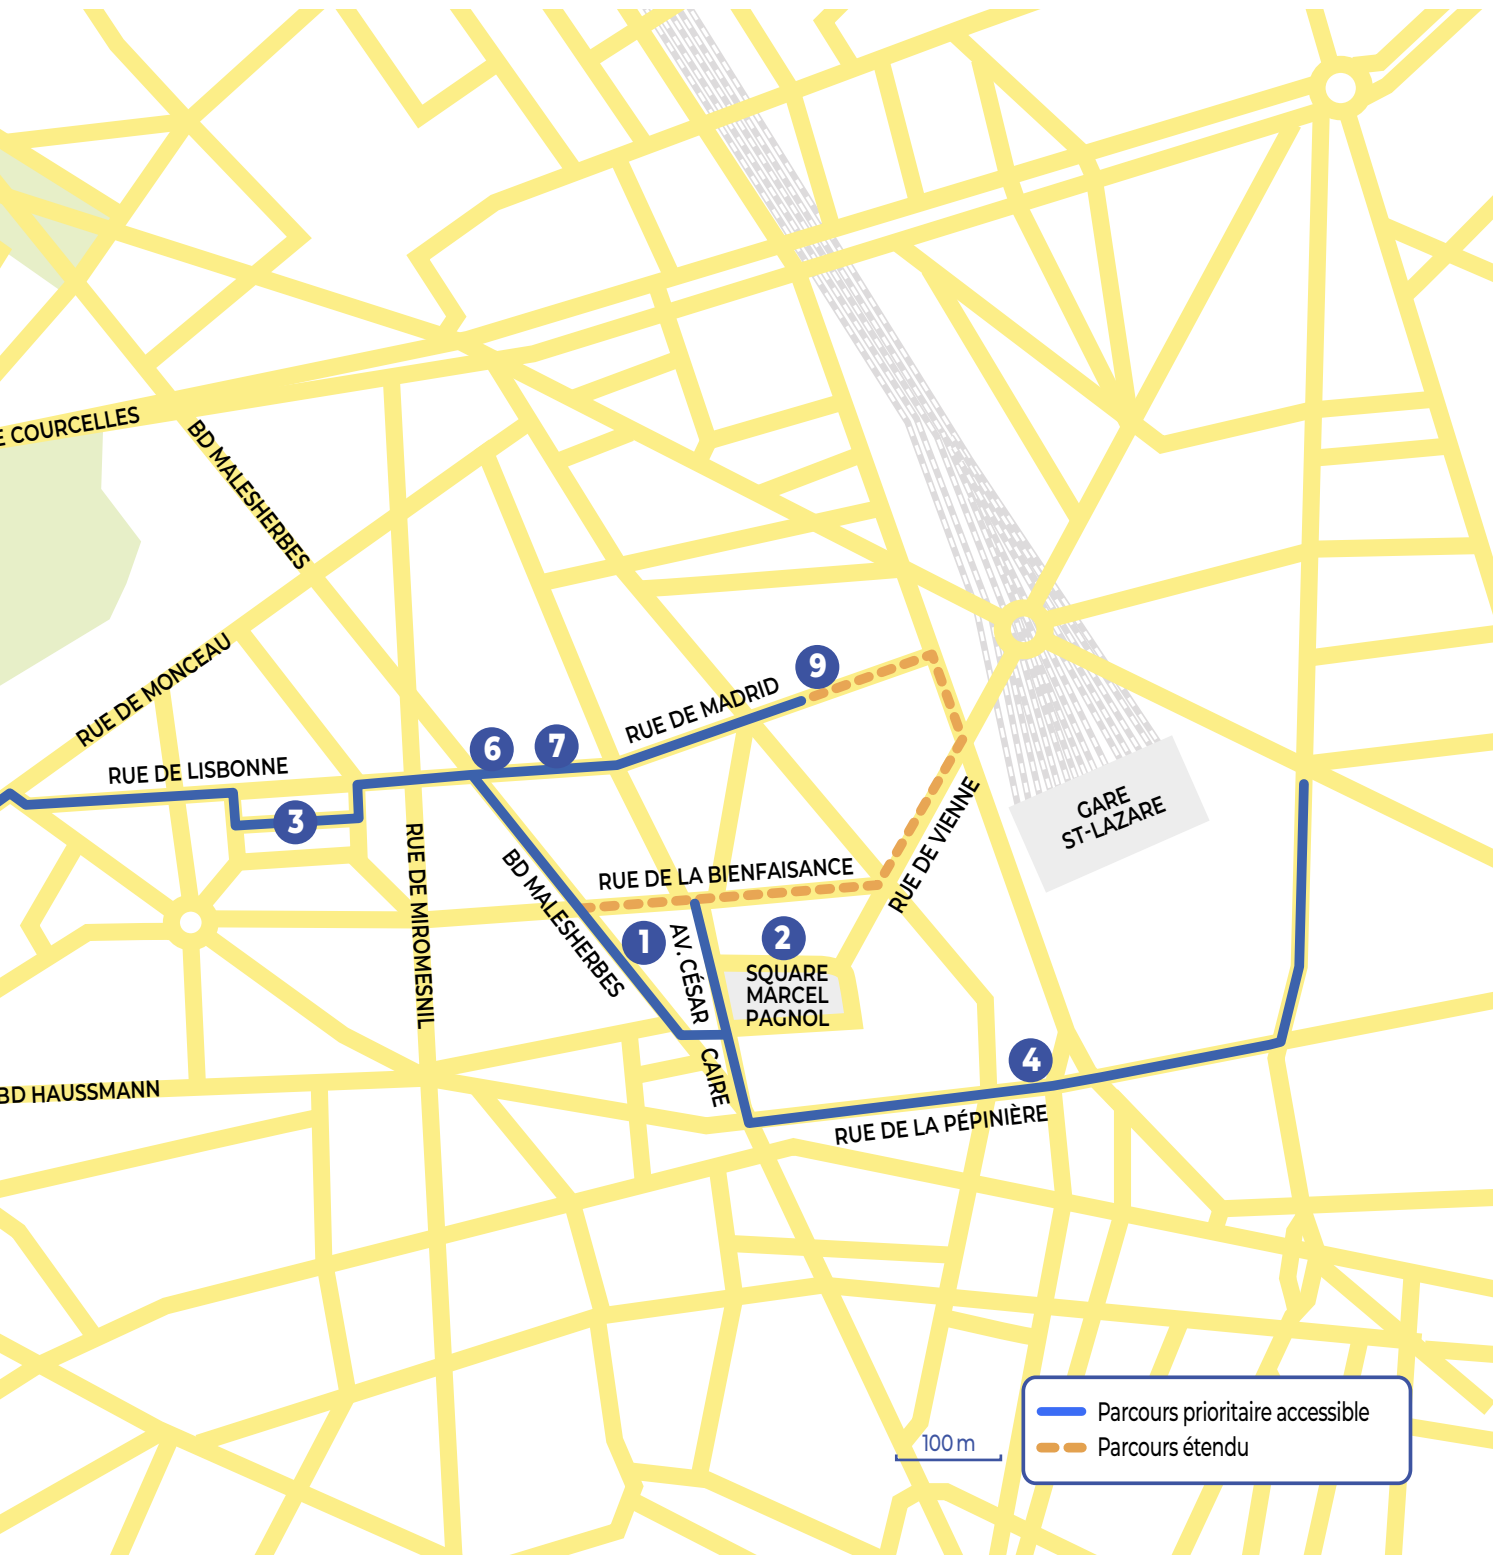 E COURCELLES
BD MALESHERBES
RUE DE MONCEAU
9
RUE DE MADRID
6
7
RUE DE LISBONNE
3
GARE
ST-LAZARE
RUE DE MIROMESNIL
BD MALESHERBES
RUE DE LA BIENFAISANCE
RUE DE VIENNE
1
AV. CÉSAR
CAIRE
2
SQUARE
MARCEL
PAGNOL
4
BD HAUSSMANN
RUE DE LA PÉPINIÈRE
100 m
Parcours prioritaire accessible
Parcours étendu